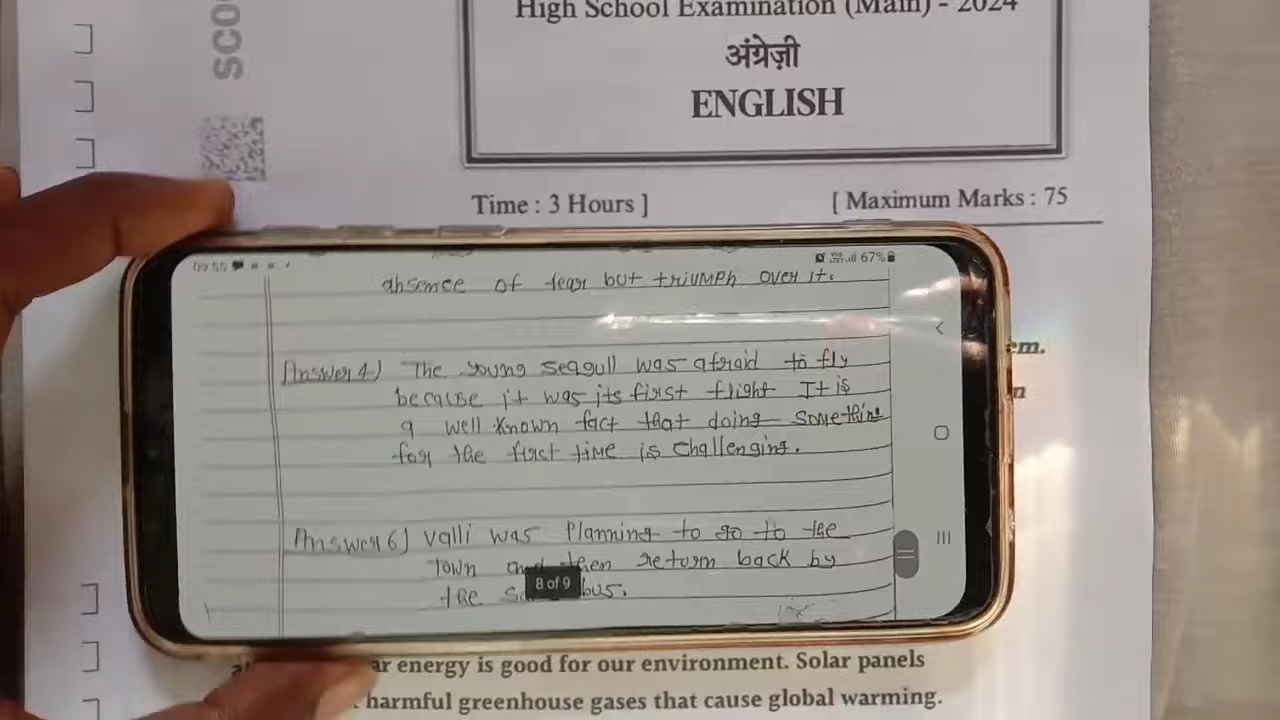 High School Examination (Main) - 2024
अंग्रेज़ी
ENGLISH
Time : 3 Hours ]
[ Maximum Marks : 75
67%
absence of fear but triumph over it.
Answer 4) The young seagull was afraid to fly
because it was its first flight It is
a well known fact that doing something
for the first time is challenging.
Answer 6) Valli was Planning to go to the
Town and then return back by
the bus.
8 of 9
em.
energy is good for our environment. Solar panels
harmful greenhouse gases that cause global warming.